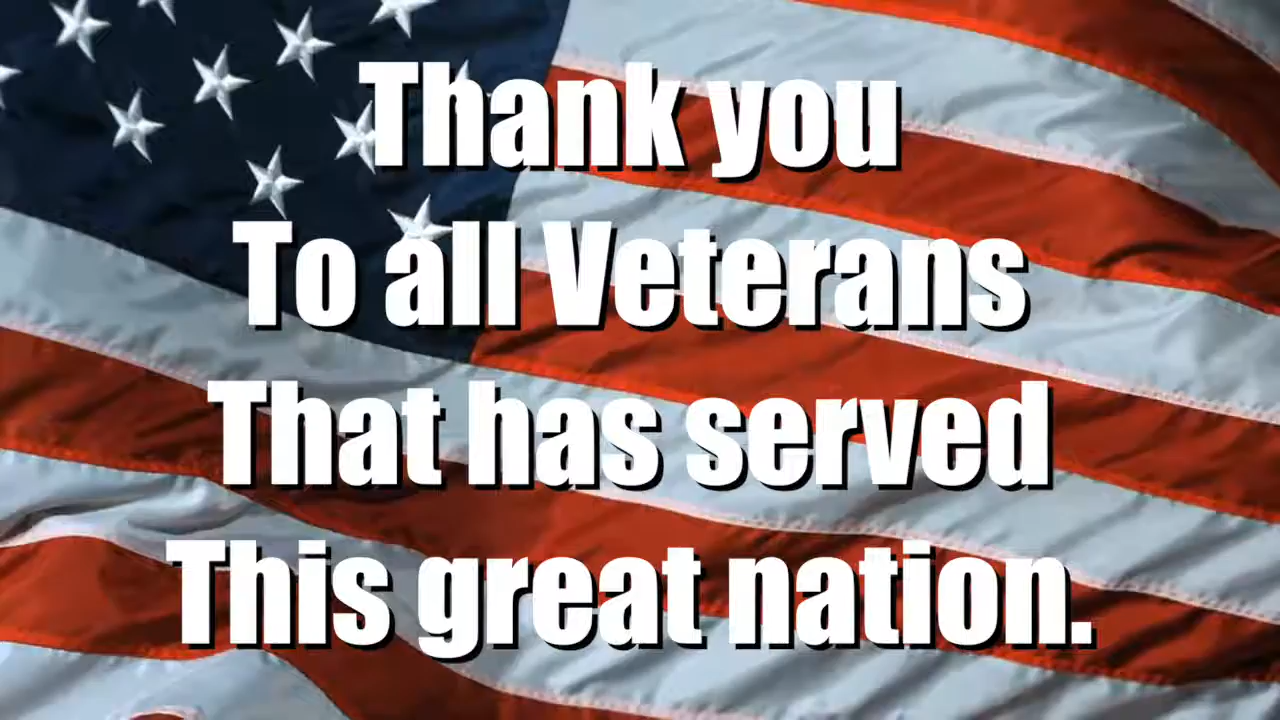 Thank you
To all Veterans
That has served
This great nation.